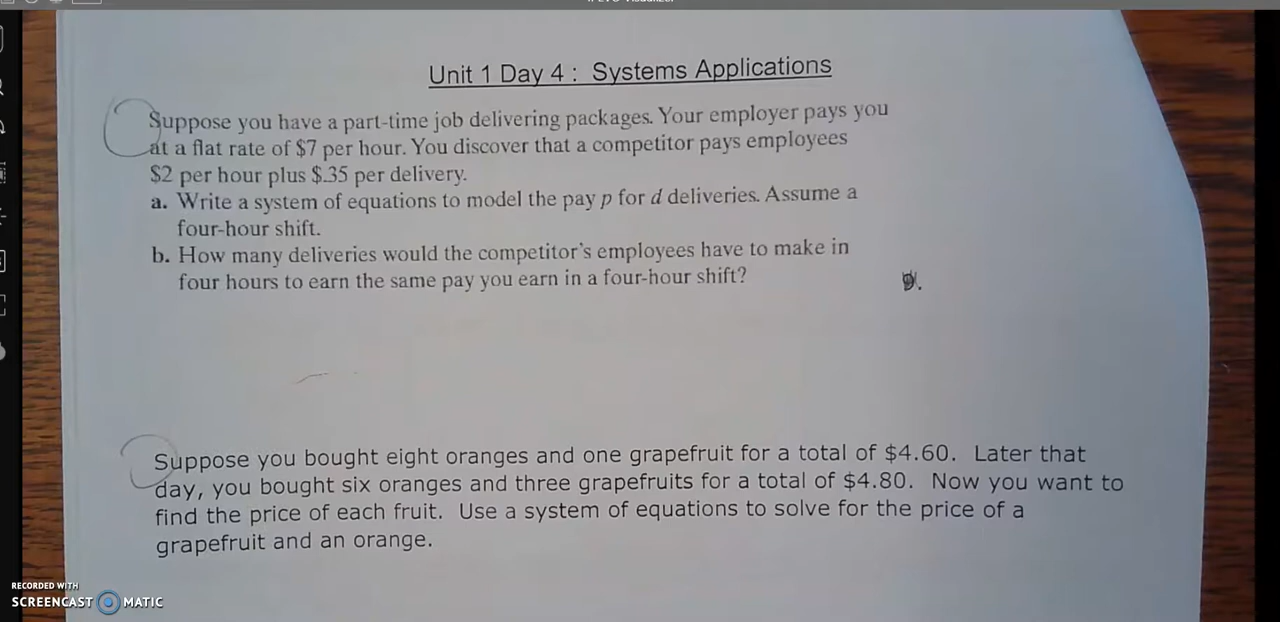 Unit 1 Day 4 : Systems Applications
Suppose you have a part-time job delivering packages. Your employer pays you
at a flat rate of $7 per hour. You discover that a competitor pays employees
$2 per hour plus $.35 per delivery.
a. Write a system of equations to model the pay p for d deliveries. Assume a
four-hour shift.
b. How many deliveries would the competitor's employees have to make in
four hours to earn the same pay you earn in a four-hour shift?
Suppose you bought eight oranges and one grapefruit for a total of $4.60. Later that
day, you bought six oranges and three grapefruits for a total of $4.80. Now you want to
find the price of each fruit. Use a system of equations to solve for the price of a
grapefruit and an orange.
RECORDED WITH
SCREENCAST MATIC